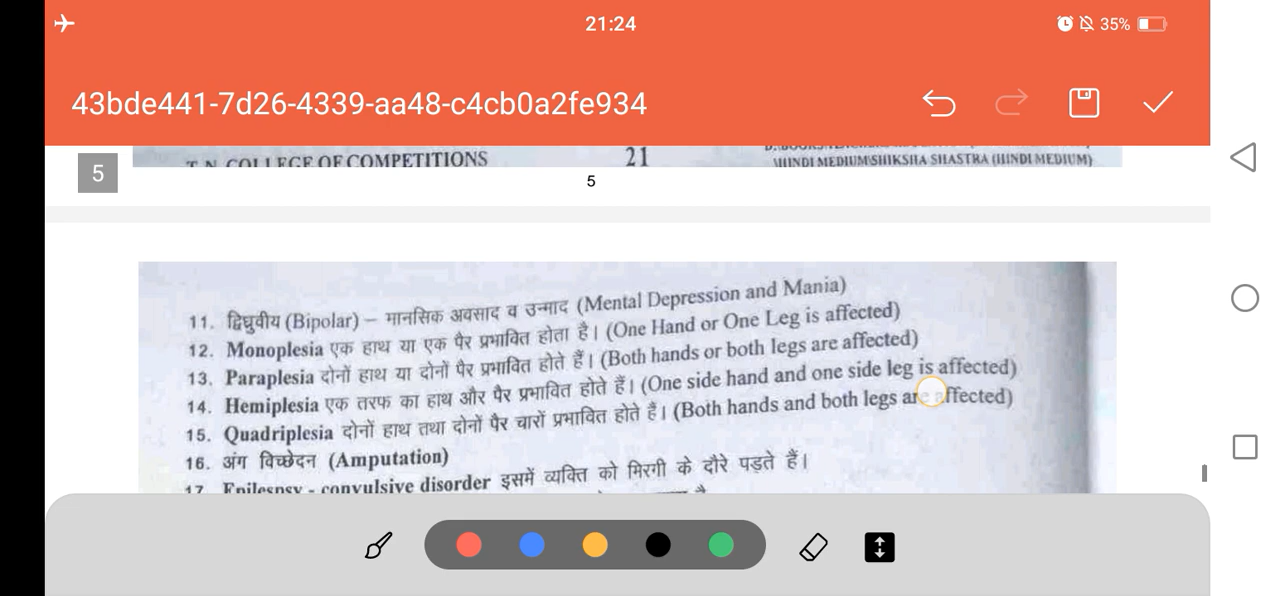 21:24
35%
43bde441-7d26-4339-aa48-c4cb0a2fe934
5
T. N. COLLEGE OF COMPETITIONS
21
HINDI MEDIUM\SHIKSHA SHASTRA (HINDI MEDIUM)
5
11. द्विघुवीय (Bipolar) – मानसिक अवसाद व उन्माद (Mental Depression and Mania)
12. Monoplesia एक हाथ या एक पैर प्रभावित होता है। (One Hand or One Leg is affected)
13. Paraplesia दोनों हाथ या दोनों पैर प्रभावित होते हैं। (Both hands or both legs are affected)
14. Hemiplesia एक तरफ का हाथ और पैर प्रभावित होते हैं। (One side hand and one side leg is affected)
15. Quadriplesia दोनों हाथ तथा दोनों पैर चारों प्रभावित होते है। (Both hands and both legs are affected)
16. अंग विच्छेदन (Amputation)
17. Epilespsy - convulsive disorder इसमें व्यक्ति को मिरगी के दौरे पड़ते हैं।